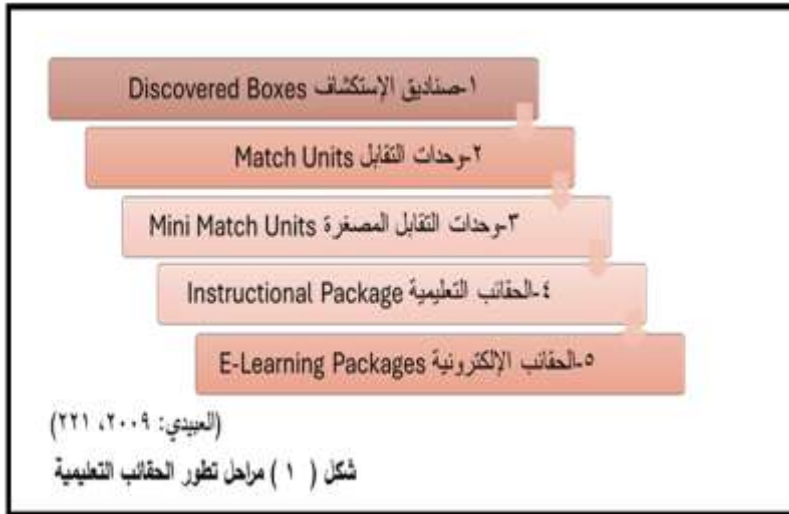 ١-صناديق الإستكشاف Discovered Boxes
٢-وحدات التقابل Match Units
٣-وحدات التقابل المصغرة Mini Match Units
٤-الحقائب التعليمية Instructional Package
٥-الحقائب الإلكترونية E-Learning Packages
(العبيدي: ٢٠٠٩، ٢٢١)
شكل ( ١ ) مراحل تطور الحقائب التعليمية